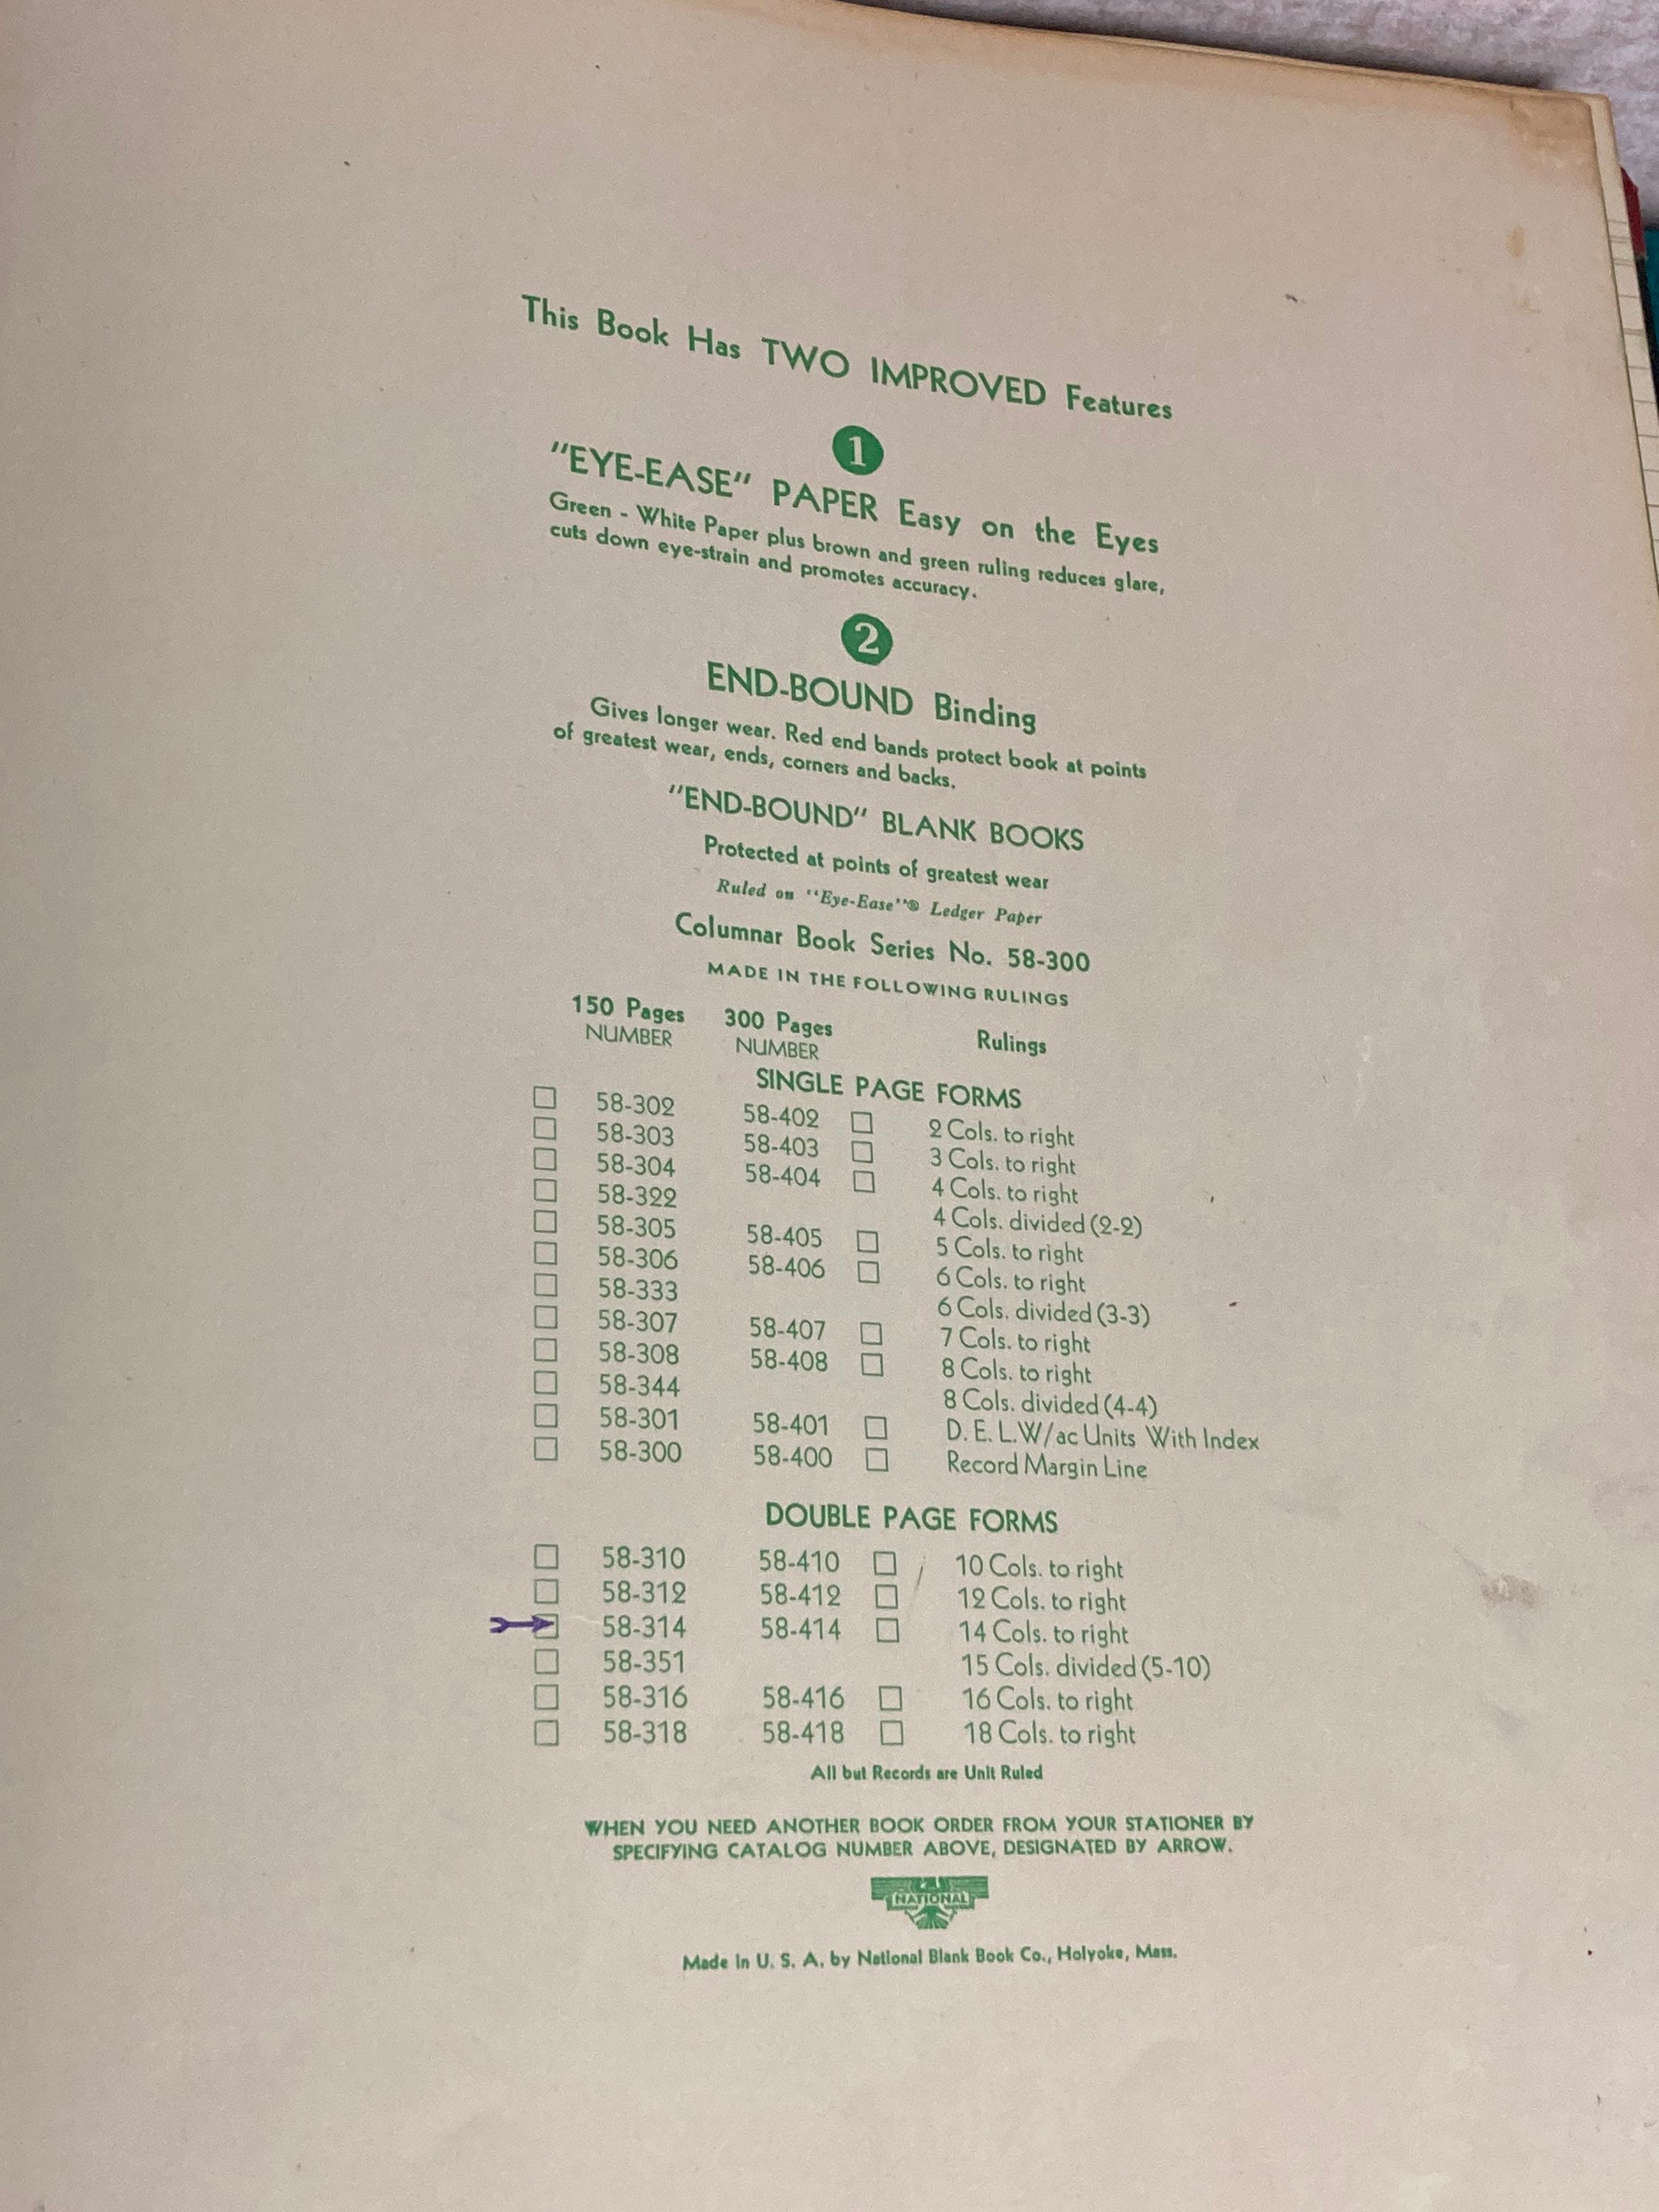 This Book Has TWO IMPROVED Features
1
"EYE-EASE" PAPER Easy on the Eyes
Green - White Paper plus brown and green ruling reduces glare,
cuts down eye-strain and promotes accuracy.
2
END-BOUND Binding
Gives longer wear. Red end bands protect book at points
of greatest wear, ends, corners and backs.
"END-BOUND" BLANK BOOKS
Protected at points of greatest wear
Ruled on "Eye-Ease"® Ledger Paper
Columnar Book Series No. 58-300
MADE IN THE FOLLOWING RULINGS
150 Pages 300 Pages Rulings
NUMBER NUMBER
SINGLE PAGE FORMS
58-302 58-402 2 Cols. to right
58-303 58-403 3 Cols. to right
58-304 58-404 4 Cols. to right
58-322 4 Cols. divided (2-2)
58-305 58-405 5 Cols. to right
58-306 58-406 6 Cols. to right
58-333 6 Cols. divided (3-3)
58-307 58-407 7 Cols. to right
58-308 58-408 8 Cols. to right
58-344 8 Cols. divided (4-4)
58-301 58-401 D. E. L. W/ac Units With Index
58-300 58-400 Record Margin Line
DOUBLE PAGE FORMS
58-310 58-410 10 Cols. to right
58-312 58-412 12 Cols. to right
58-314 58-414 14 Cols. to right
58-351 15 Cols. divided (5-10)
58-316 58-416 16 Cols. to right
58-318 58-418 18 Cols. to right
All but Records are Unit Ruled
WHEN YOU NEED ANOTHER BOOK ORDER FROM YOUR STATIONER BY
SPECIFYING CATALOG NUMBER ABOVE, DESIGNATED BY ARROW.
NATIONAL
Made in U. S. A. by National Blank Book Co., Holyoke, Mass.